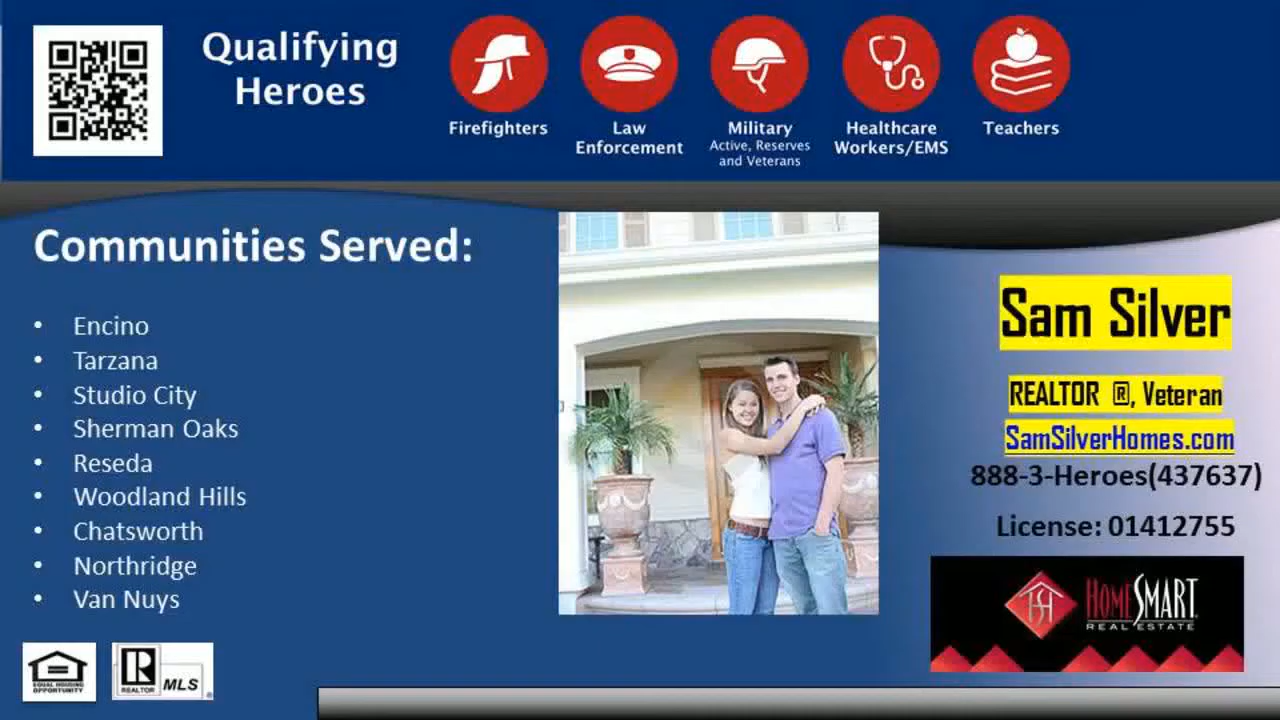 Qualifying
Heroes
Firefighters
Law
Enforcement
Military
Active, Reserves
and Veterans
Healthcare
Workers/EMS
Teachers
Communities Served:
• Encino
• Tarzana
• Studio City
• Sherman Oaks
• Reseda
• Woodland Hills
• Chatsworth
• Northridge
• Van Nuys
Sam Silver
REALTOR ®, Veteran
SamSilverHomes.com
888-3-Heroes(437637)
License: 01412755
HOMESMART
REAL ESTATE
EQUAL HOUSING
OPPORTUNITY
R
REALTOR
MLS
®